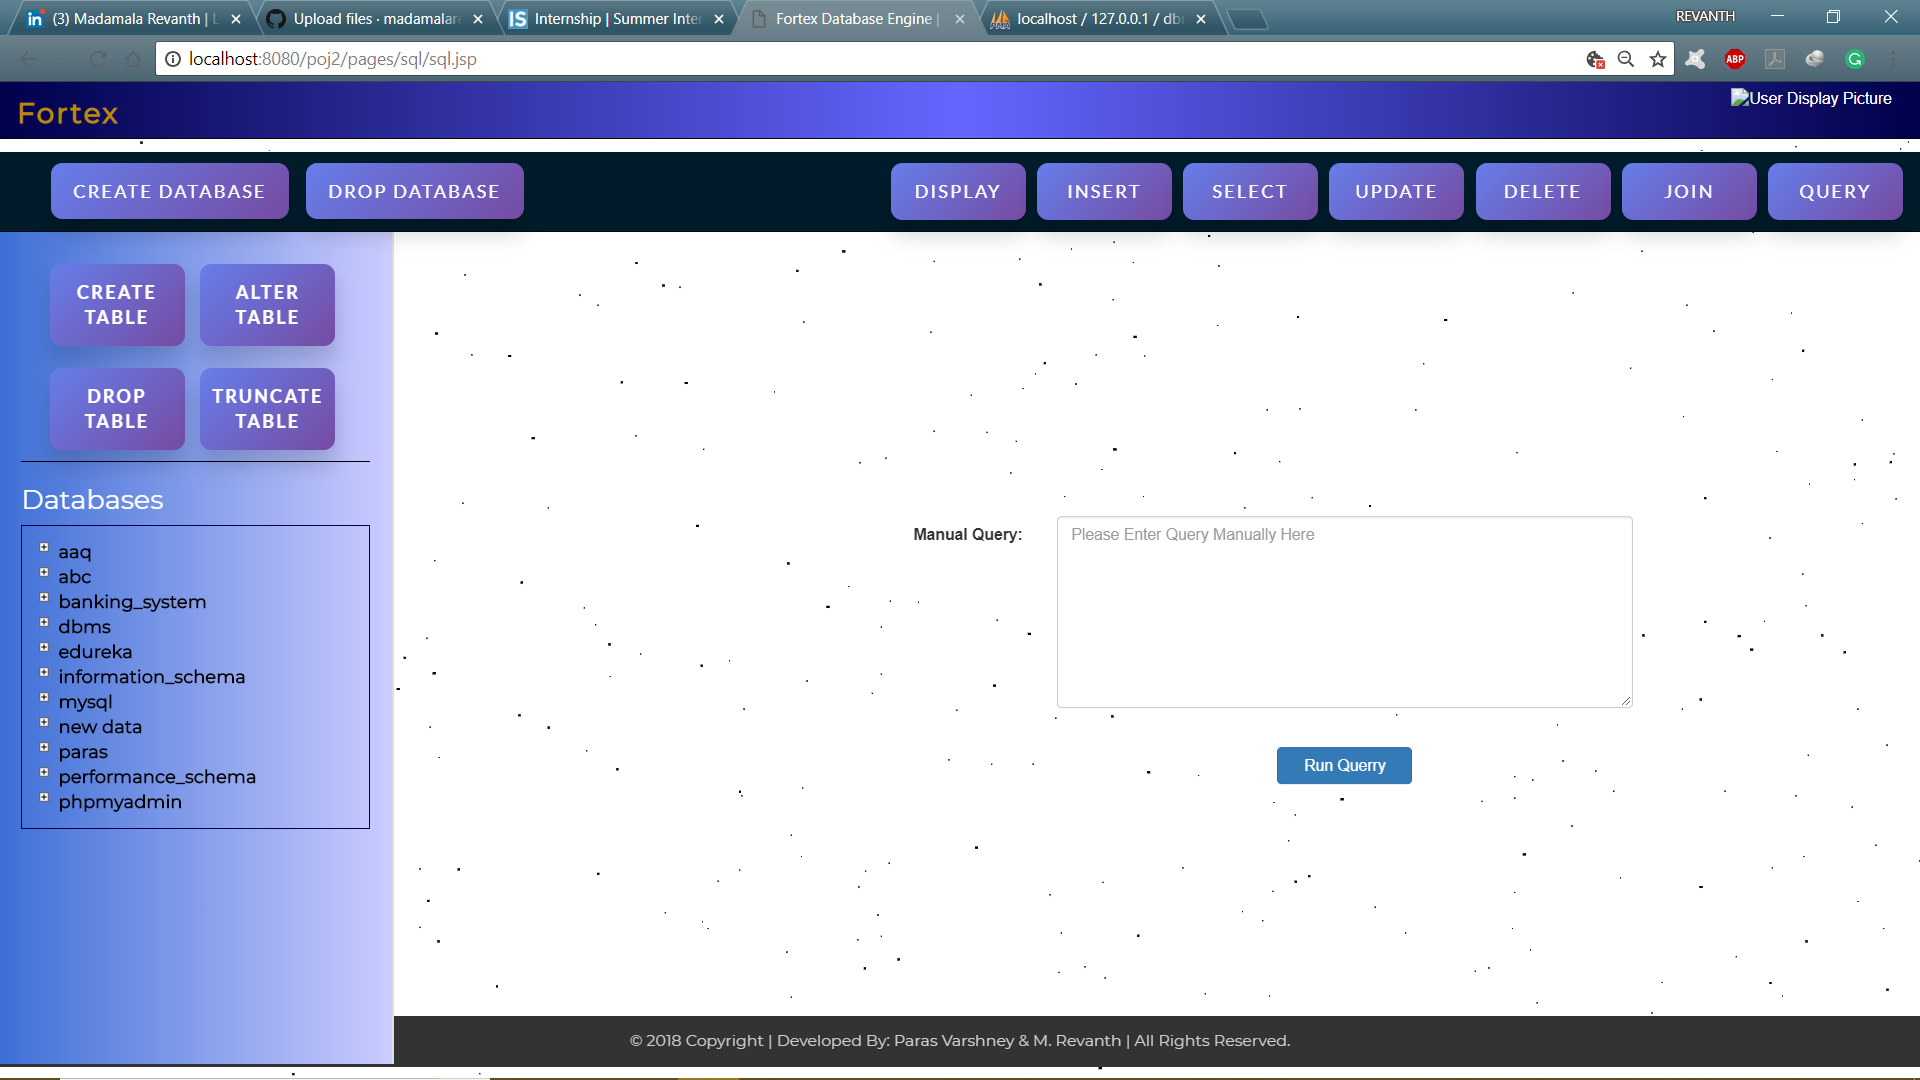 (3) Madamala Revanth | L
Upload files · madamalare
Internship | Summer Inter
Fortex Database Engine |
localhost / 127.0.0.1 / dbm
REVANTH
localhost:8080/poj2/pages/sql/sql.jsp
ABP
Fortex
User Display Picture
CREATE DATABASE
DROP DATABASE
DISPLAY
INSERT
SELECT
UPDATE
DELETE
JOIN
QUERY
CREATE
TABLE
ALTER
TABLE
DROP
TABLE
TRUNCATE
TABLE
Databases
aaq
abc
banking_system
dbms
edureka
information_schema
mysql
new data
paras
performance_schema
phpmyadmin
Manual Query:
Please Enter Query Manually Here
Run Querry
© 2018 Copyright | Developed By: Paras Varshney & M. Revanth | All Rights Reserved.